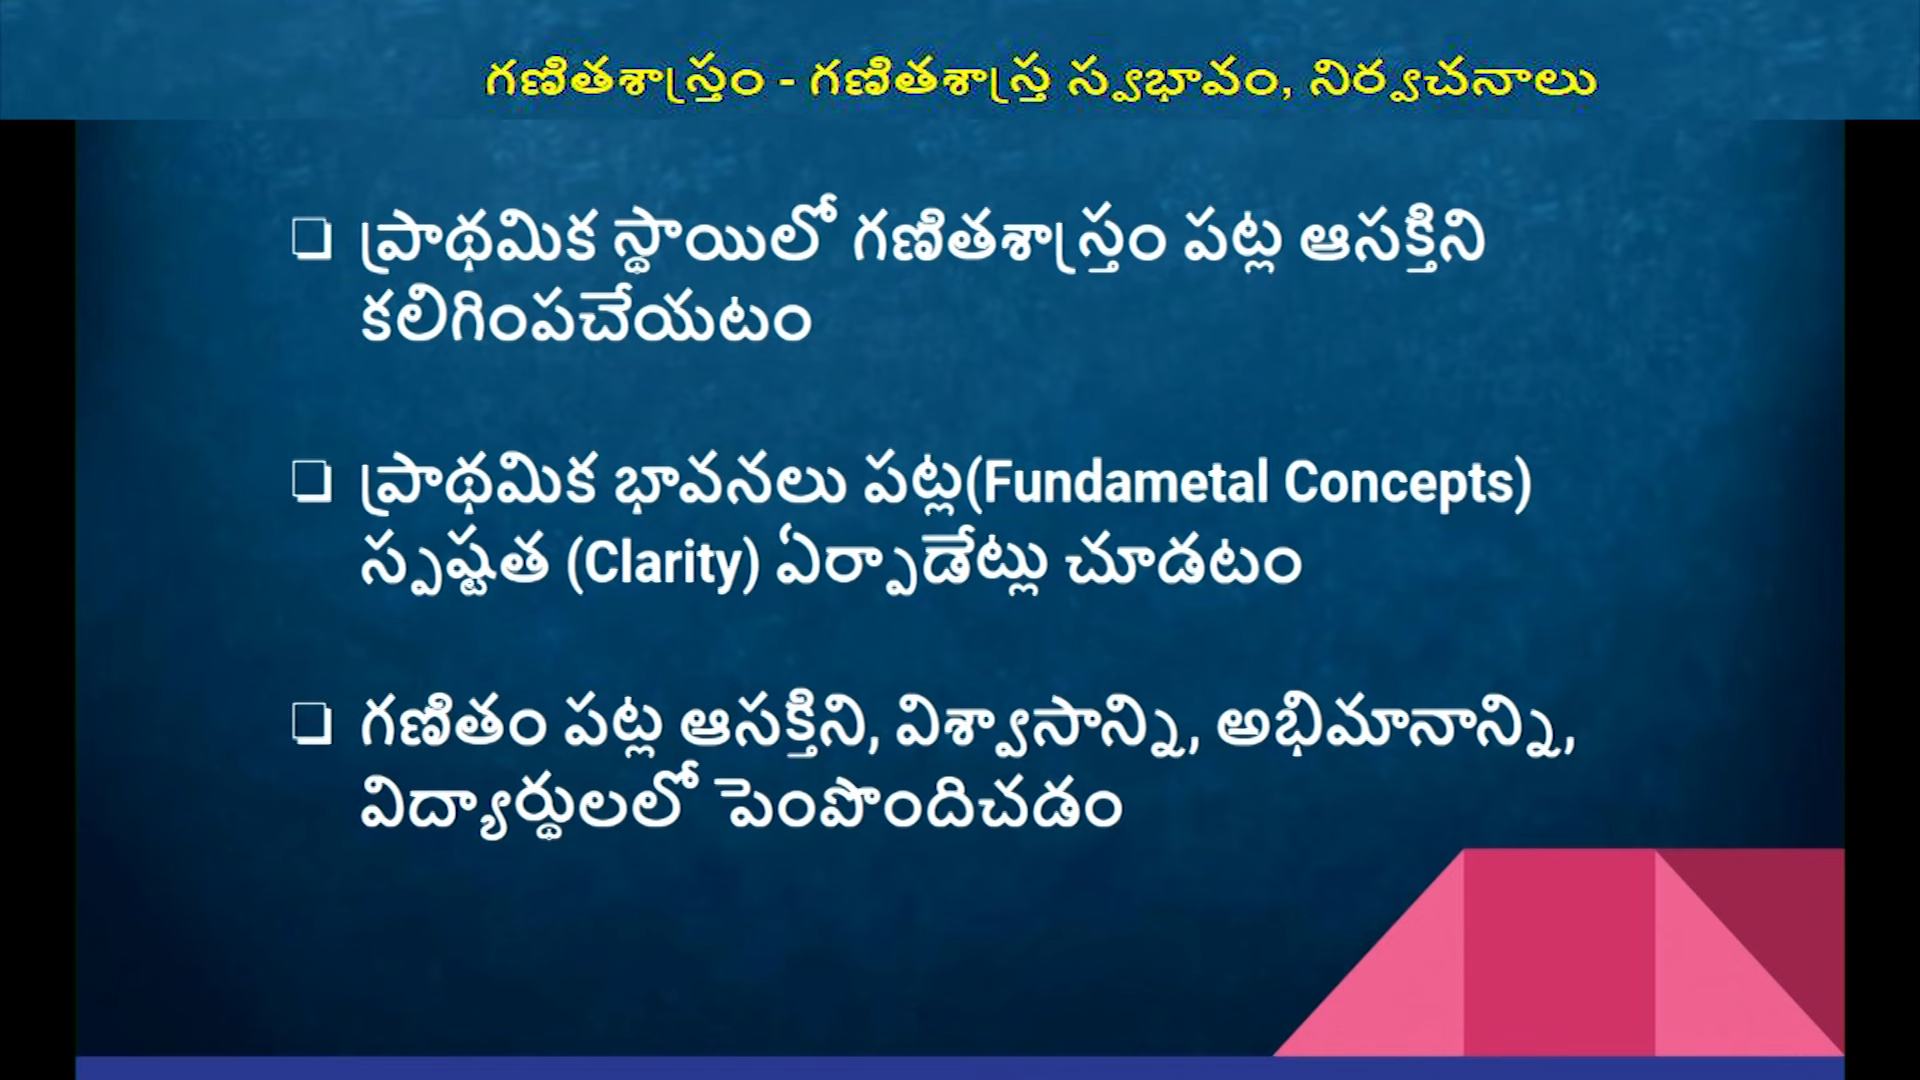 గణితశాస్త్రం - గణితశాస్త్ర స్వభావం, నిర్వచనాలు
❏ ప్రాథమిక స్థాయిలో గణితశాస్త్రం పట్ల ఆసక్తిని
కలిగింపచేయటం
❏ ప్రాథమిక భావనలు పట్ల(Fundametal Concepts)
స్పష్టత (Clarity) ఏర్పాడేట్లు చూడటం
❏ గణితం పట్ల ఆసక్తిని, విశ్వాసాన్ని, అభిమానాన్ని,
విద్యార్థులలో పెంపొందిచడం